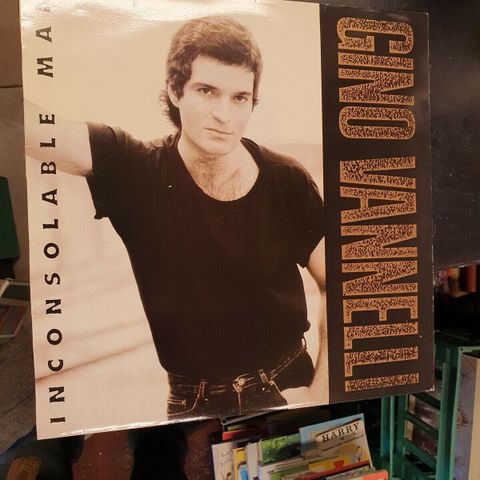 INCONSOLABLE MA
GINO VANNELLI
HARRY